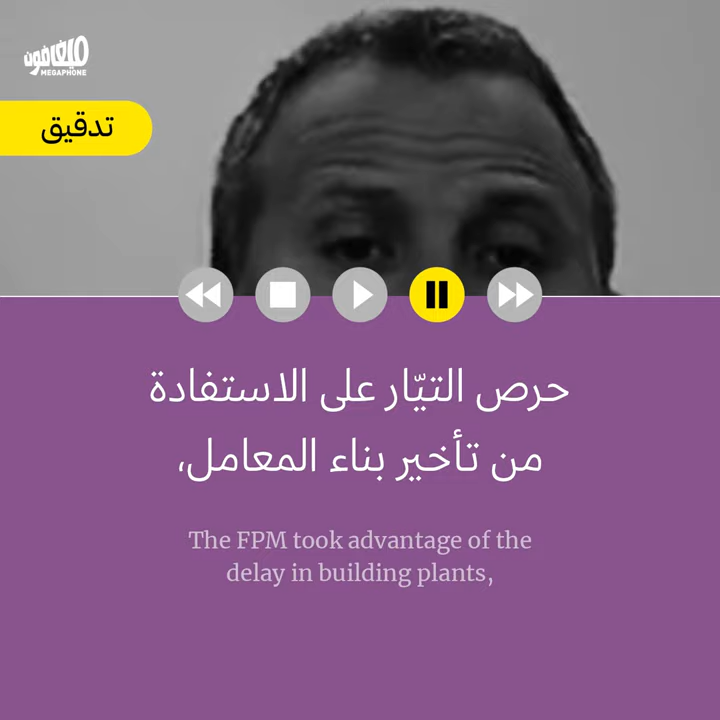 ميغافون
MEGAPHONE
تدقيق
حرص التيّار على الاستفادة
من تأخير بناء المعامل،
The FPM took advantage of the
delay in building plants,